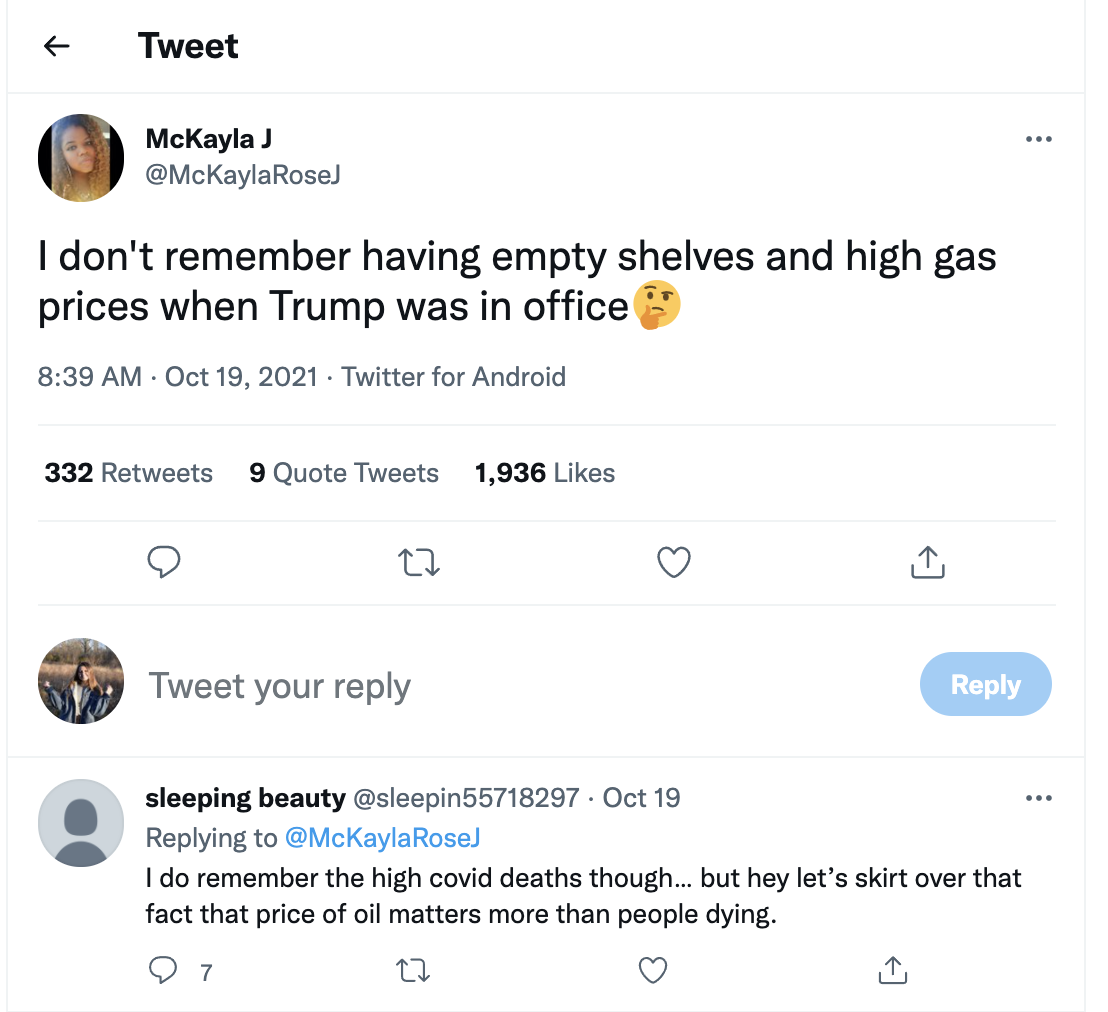 Tweet
McKayla J
@McKaylaRoseJ
I don't remember having empty shelves and high gas
prices when Trump was in office🤔
8:39 AM · Oct 19, 2021 · Twitter for Android
332 Retweets 9 Quote Tweets 1,936 Likes
Tweet your reply
Reply
sleeping beauty @sleepin55718297 · Oct 19
Replying to @McKaylaRoseJ
I do remember the high covid deaths though... but hey let’s skirt over that
fact that price of oil matters more than people dying.
7